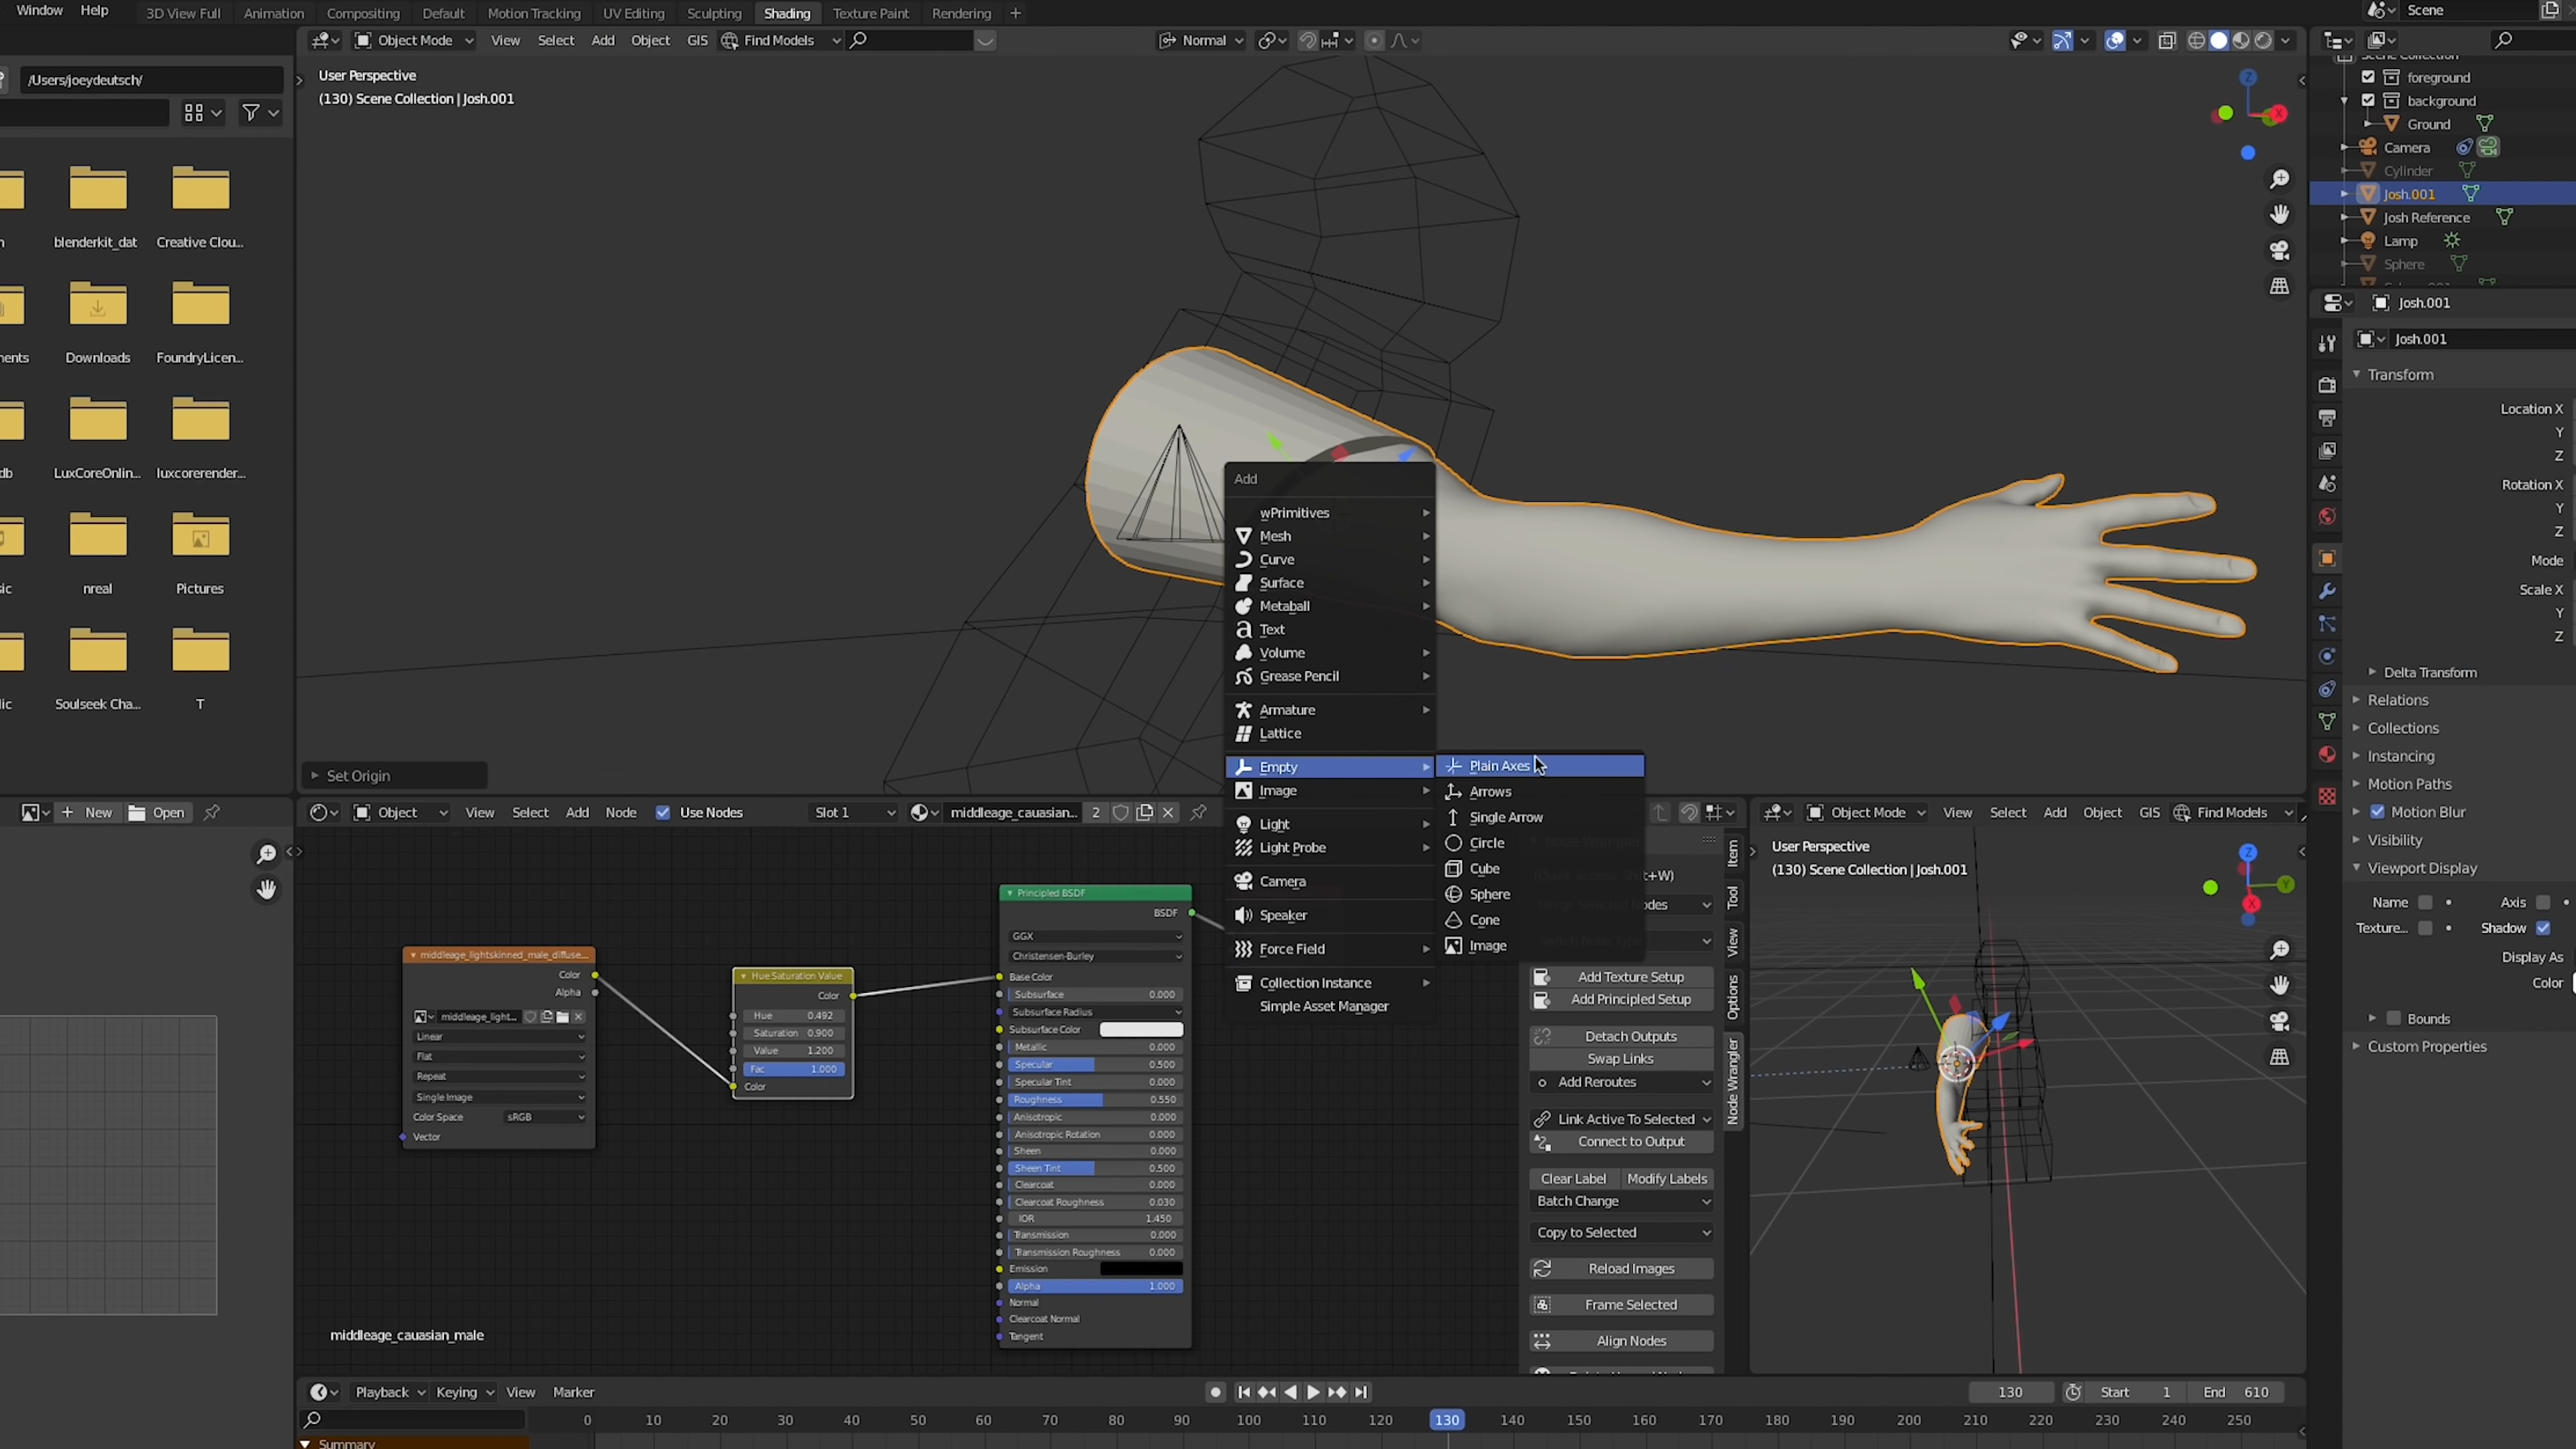 Window Help 3D View Full Animation Compositing Default Motion Tracking UV Editing Sculpting Shading Texture Paint Rendering +
Scene
/Users/joeydeutsch/
Object Mode View Select Add Object GIS Find Models
Normal
User Perspective
(130) Scene Collection | Josh.001
foreground
background
Ground
Camera
Cylinder
Josh.001
Josh Reference
Lamp
Sphere
blenderkit_dat
Creative Clou...
Downloads
FoundryLicen...
LuxCoreOnlin...
luxcorerender...
nreal
Pictures
Soulseek Cha...
T
Set Origin
Add
wPrimitives
Mesh
Curve
Surface
Metaball
Text
Volume
Grease Pencil
Armature
Lattice
Empty
Image
Light
Light Probe
Camera
Speaker
Force Field
Collection Instance
Simple Asset Manager
Plain Axes
Arrows
Single Arrow
Circle
Cube
Sphere
Cone
Image
Josh.001
Josh.001
Transform
Location X
Y
Z
Rotation X
Y
Z
Mode
Scale X
Y
Z
Delta Transform
Relations
Collections
Instancing
Motion Paths
Motion Blur
Visibility
Viewport Display
Name Axis
Texture... Shadow
Display As
Color
Bounds
Custom Properties
+ New Open
Object View Select Add Node Use Nodes Slot 1 middleage_cauasian... 2
middleage_lightskinned_male_diffuse...
Color
Alpha
middleage_light...
Linear
Flat
Repeat
Single Image
Color Space sRGB
Vector
Hue Saturation Value
Color
Hue 0.492
Saturation 0.900
Value 1.200
Fac 1.000
Color
Principled BSDF
BSDF
GGX
Christensen-Burley
Base Color
Subsurface 0.000
Subsurface Radius
Subsurface Color
Metallic 0.000
Specular 0.500
Specular Tint 0.000
Roughness 0.550
Anisotropic 0.000
Anisotropic Rotation 0.000
Sheen 0.000
Sheen Tint 0.500
Clearcoat 0.000
Clearcoat Roughness 0.030
IOR 1.450
Transmission 0.000
Transmission Roughness 0.000
Emission
Alpha 1.000
Normal
Clearcoat Normal
Tangent
middleage_cauasian_male
Add Texture Setup
Add Principled Setup
Detach Outputs
Swap Links
Add Reroutes
Link Active To Selected
Connect to Output
Clear Label Modify Labels
Batch Change
Copy to Selected
Reload Images
Frame Selected
Align Nodes
Item
Tool
View
Options
Node Wrangler
Object Mode View Select Add Object GIS Find Models
User Perspective
(130) Scene Collection | Josh.001
Playback Keying View Marker
130 Start 1 End 610
0 10 20 30 40 50 60 70 80 90 100 110 120 130 140 150 160 170 180 190 200 210 220 230 240 250
Summary